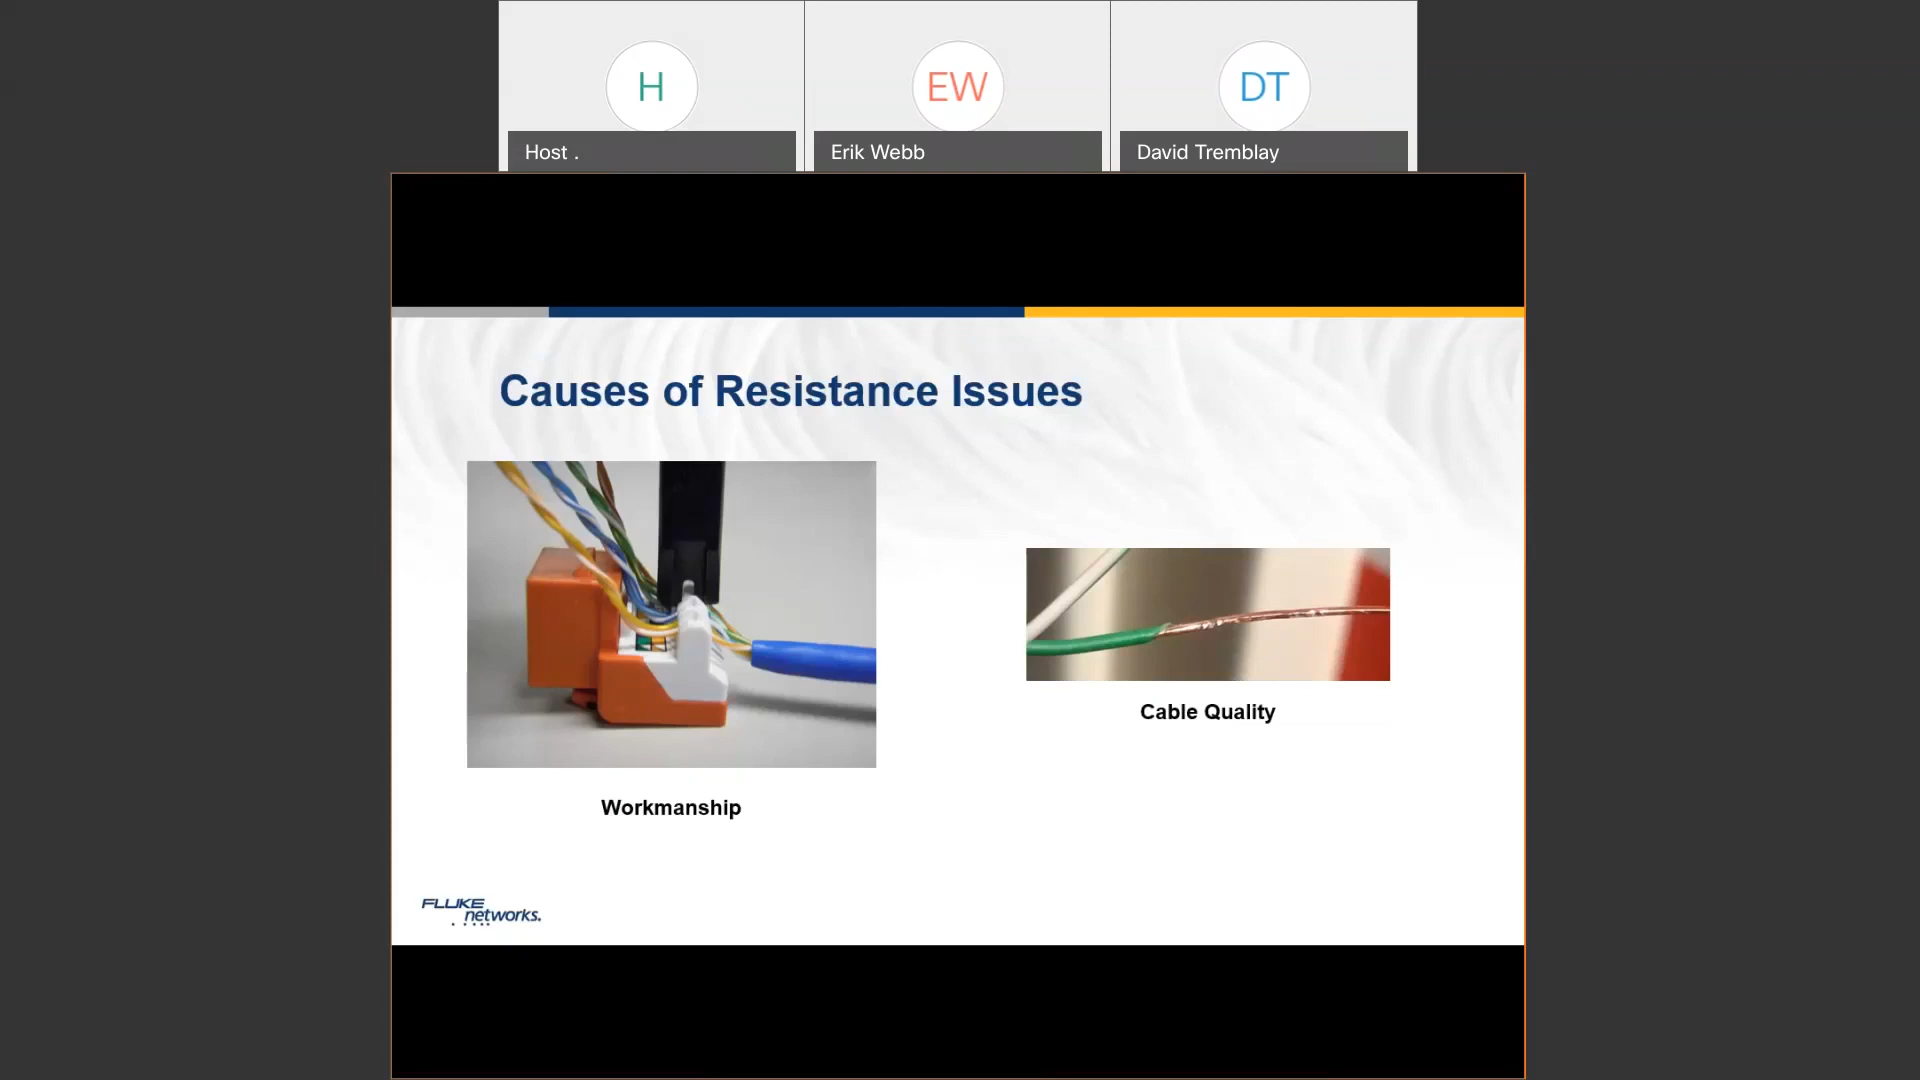 H
EW
DT
Host .
Erik Webb
David Tremblay
Causes of Resistance Issues
Cable Quality
Workmanship
FLUKE
networks.